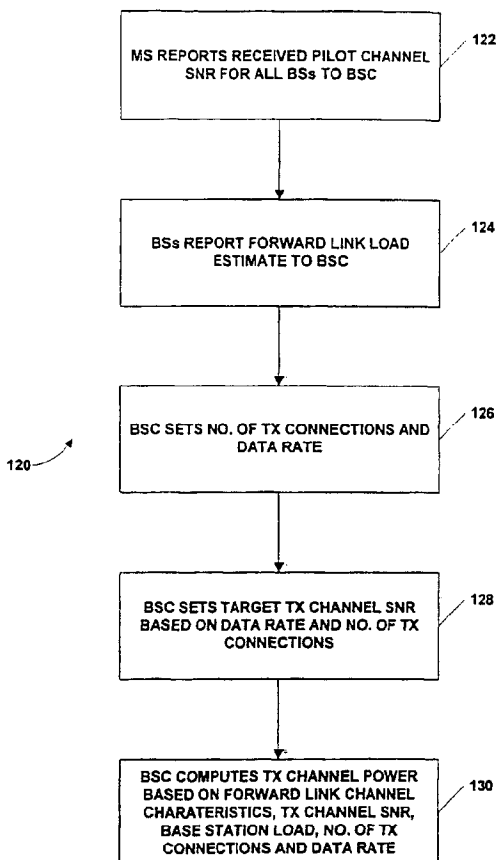 MS REPORTS RECEIVED PILOT CHANNEL
SNR FOR ALL BSs TO BSC
122
BSs REPORT FORWARD LINK LOAD
ESTIMATE TO BSC
124
BSC SETS NO. OF TX CONNECTIONS AND
DATA RATE
126
120
BSC SETS TARGET TX CHANNEL SNR
BASED ON DATA RATE AND NO. OF TX
CONNECTIONS
128
BSC COMPUTES TX CHANNEL POWER
BASED ON FORWARD LINK CHANNEL
CHARATERISTICS, TX CHANNEL SNR,
BASE STATION LOAD, NO. OF TX
CONNECTIONS AND DATA RATE
130